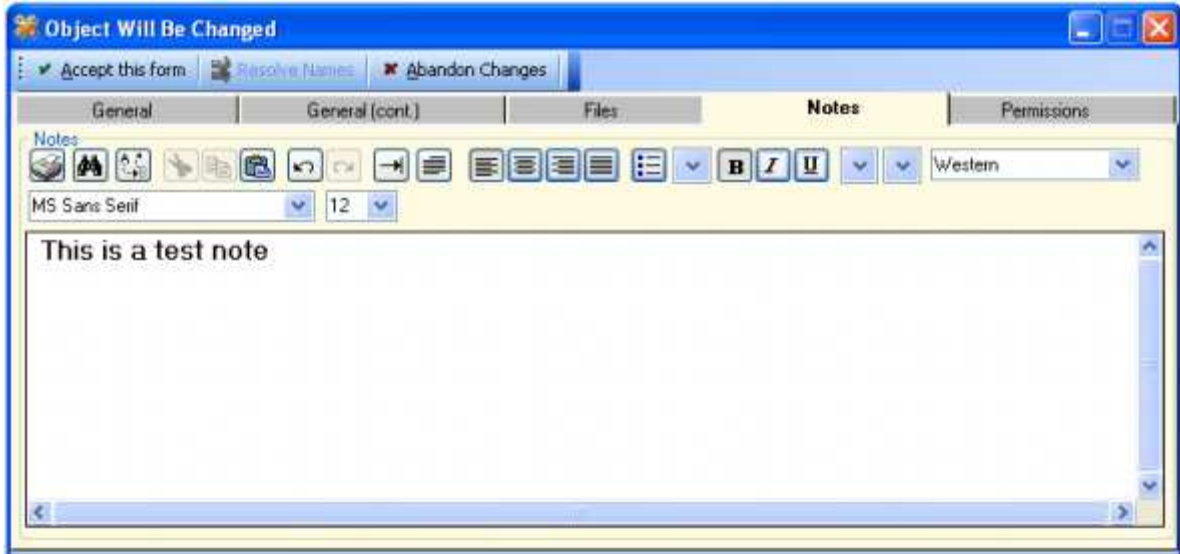 Object Will Be Changed
Accept this form Resolve Names Abandon Changes
General General (cont.) Files Notes Permissions
Notes
B I U Western
MS Sans Serif 12
This is a test note